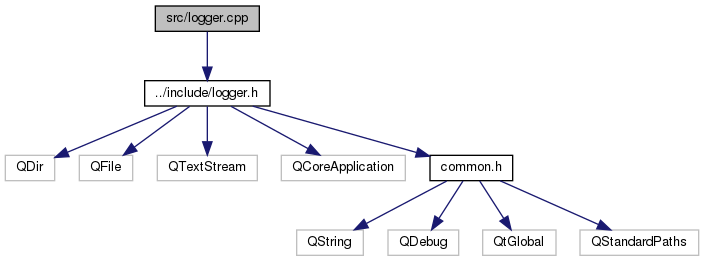 src/logger.cpp
../include/logger.h
QDir
QFile
QTextStream
QCoreApplication
common.h
QString
QDebug
QtGlobal
QStandardPaths